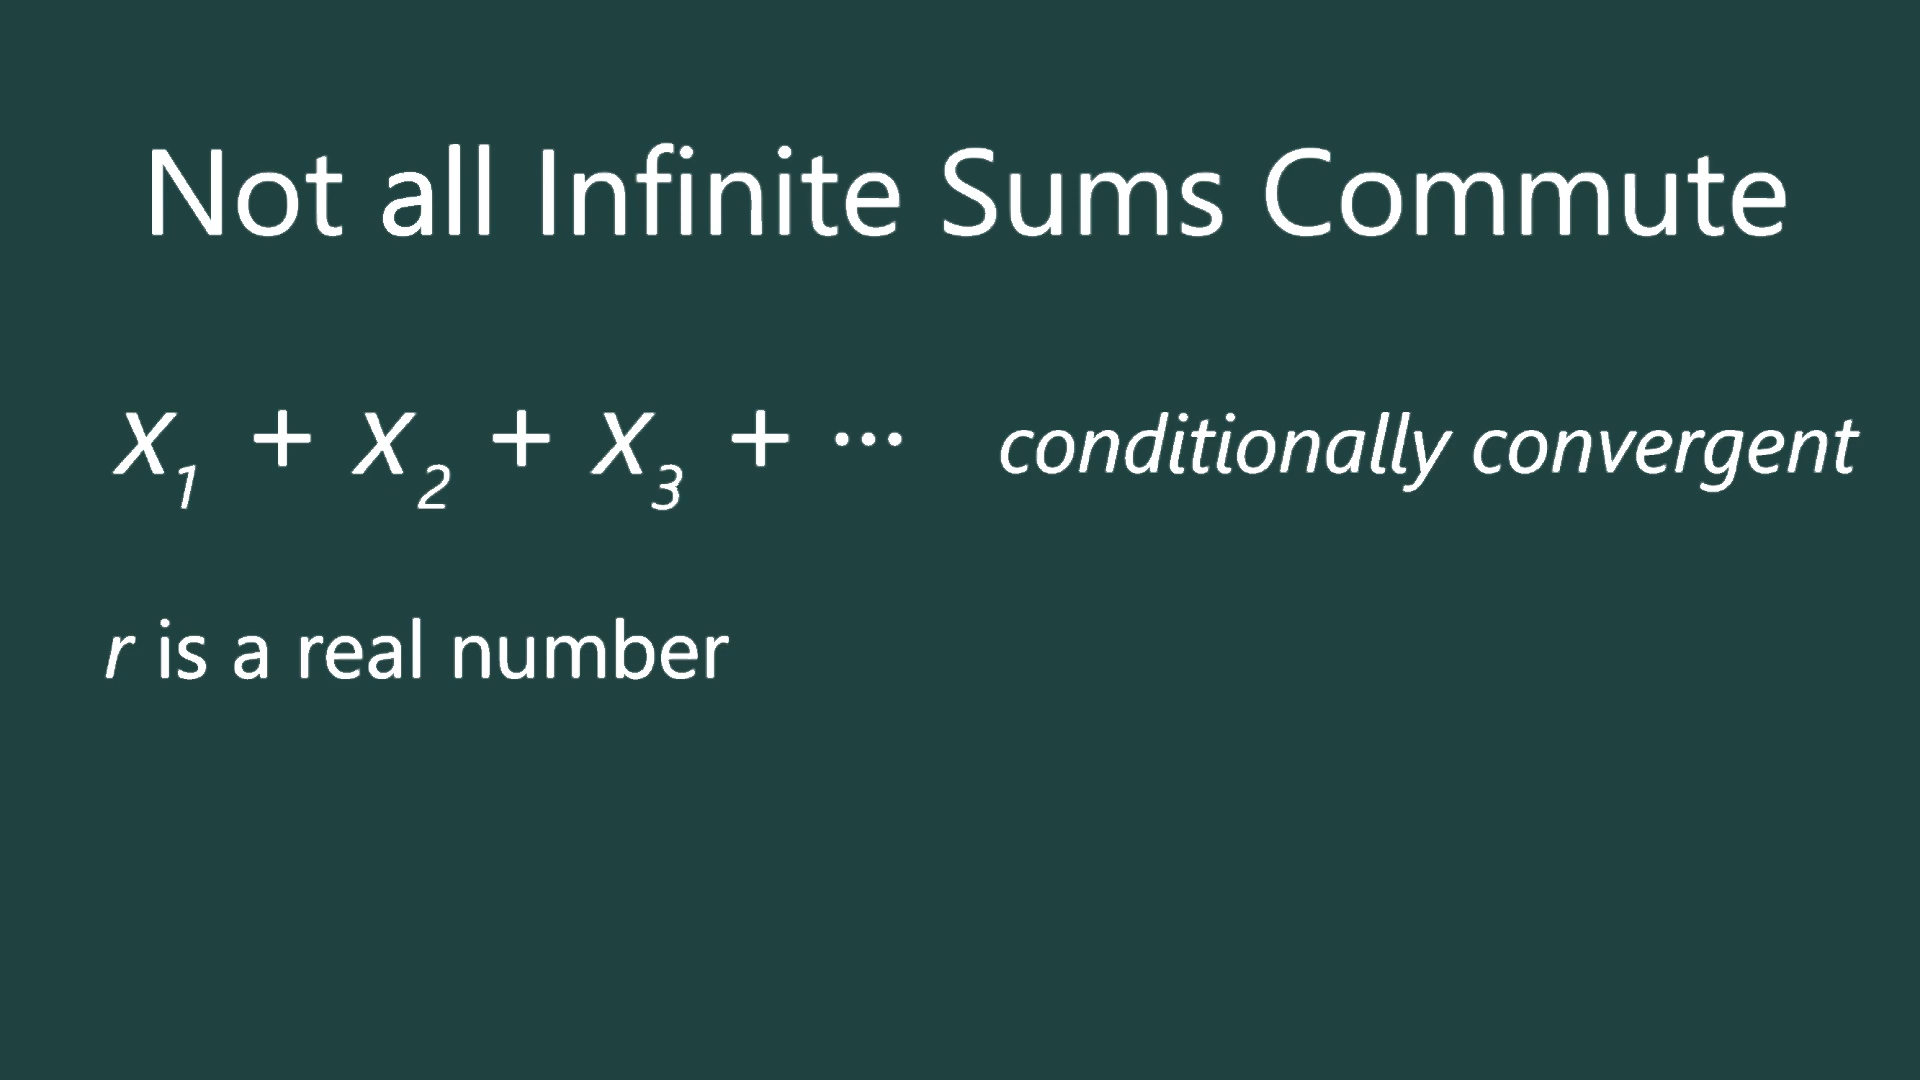 Not all Infinite Sums Commute
x₁ + x₂ + x₃ + ⋯ conditionally convergent
r is a real number